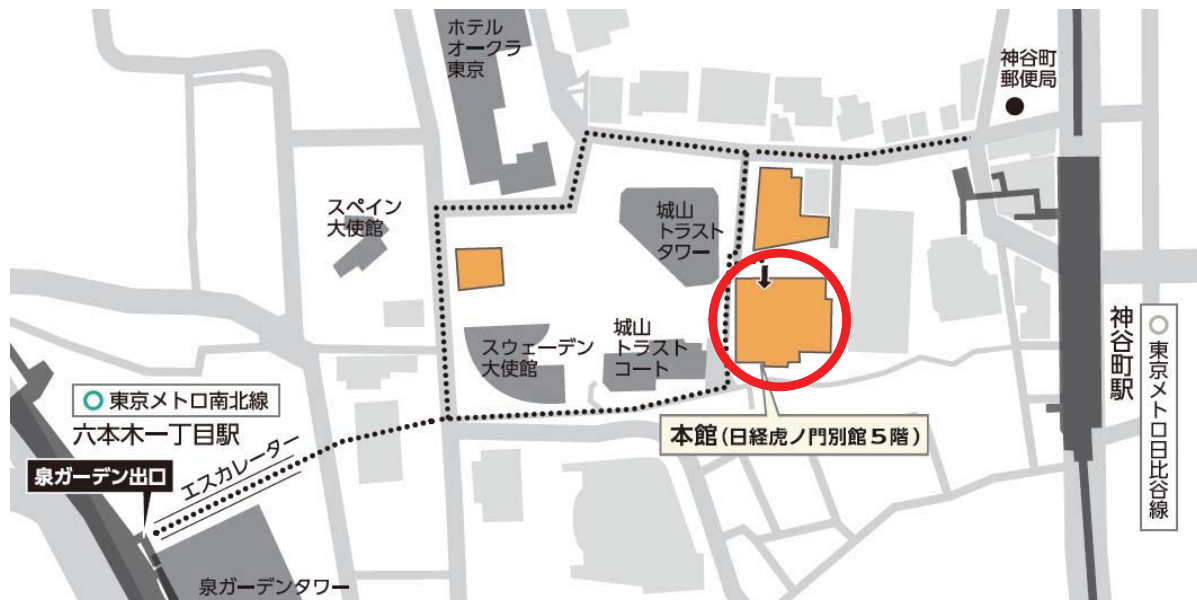 ホテル
オークラ
東京
神谷町
郵便局
スペイン
大使館
城山
トラスト
タワー
スウェーデン
大使館
城山
トラスト
コート
神谷町駅
東京メトロ日比谷線
東京メトロ南北線
六本木一丁目駅
本館(日経虎ノ門別館5階)
泉ガーデン出口
エスカレーター
泉ガーデンタワー